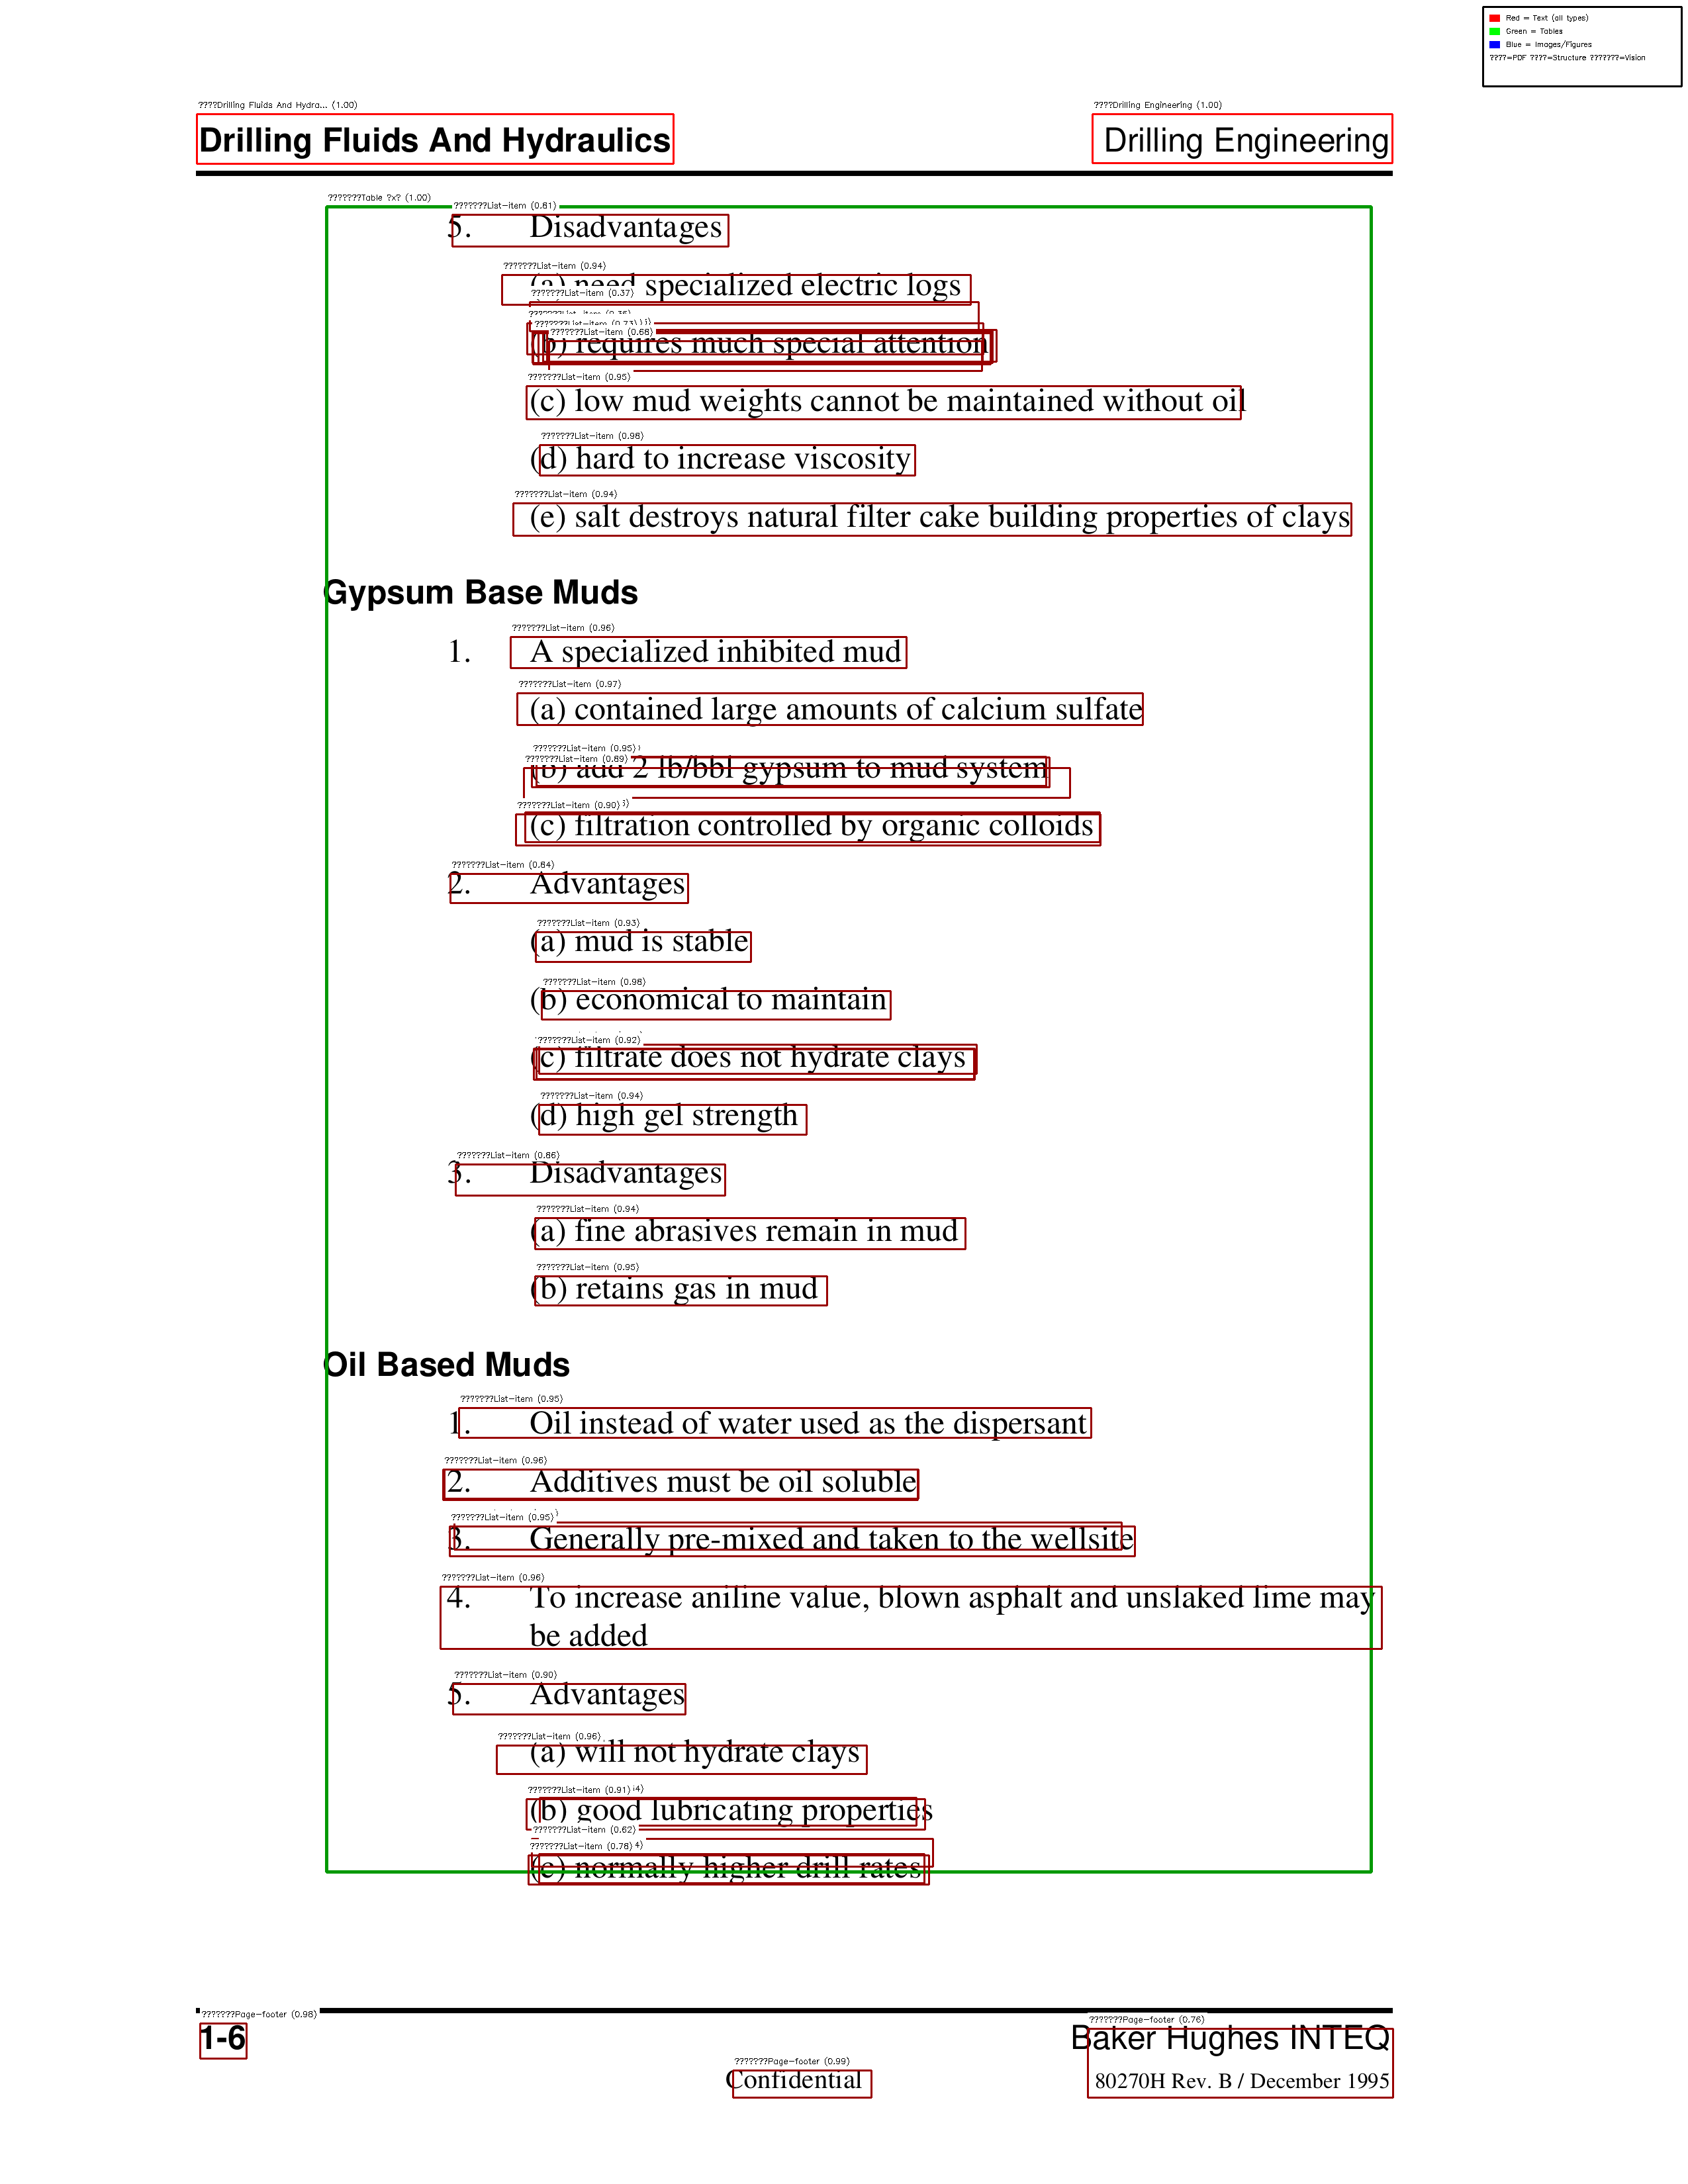 Red = Text (all types)
Green = Tables
Blue = Images/Figures
????=PDF ????=Structure ???????=Vision
????Drilling Fluids And Hydra... (1.00)
????Drilling Engineering (1.00)
Drilling Fluids And Hydraulics
Drilling Engineering
???????Table ?x? (1.00)
???????List-item (0.81)
5. Disadvantages
???????List-item (0.94)
(a) need specialized electric logs
???????List-item (0.37)
???????List-item (0.73)
???????List-item (0.68)
(b) requires much special attention
???????List-item (0.95)
(c) low mud weights cannot be maintained without oil
???????List-item (0.98)
(d) hard to increase viscosity
???????List-item (0.94)
(e) salt destroys natural filter cake building properties of clays
Gypsum Base Muds
???????List-item (0.96)
1. A specialized inhibited mud
???????List-item (0.97)
(a) contained large amounts of calcium sulfate
???????List-item (0.95)
???????List-item (0.89)
(b) add 2 lb/bbl gypsum to mud system
???????List-item (0.90)
(c) filtration controlled by organic colloids
???????List-item (0.84)
2. Advantages
???????List-item (0.93)
(a) mud is stable
???????List-item (0.98)
(b) economical to maintain
???????List-item (0.92)
(c) filtrate does not hydrate clays
???????List-item (0.94)
(d) high gel strength
???????List-item (0.86)
3. Disadvantages
???????List-item (0.94)
(a) fine abrasives remain in mud
???????List-item (0.95)
(b) retains gas in mud
Oil Based Muds
???????List-item (0.95)
1. Oil instead of water used as the dispersant
???????List-item (0.96)
2. Additives must be oil soluble
???????List-item (0.95)
3. Generally pre-mixed and taken to the wellsite
???????List-item (0.96)
4. To increase aniline value, blown asphalt and unslaked lime may
be added
???????List-item (0.90)
5. Advantages
???????List-item (0.96)
(a) will not hydrate clays
???????List-item (0.91)
(b) good lubricating properties
???????List-item (0.62)
???????List-item (0.78)
(c) normally higher drill rates
???????Page-footer (0.98)
???????Page-footer (0.76)
1-6
Baker Hughes INTEQ
???????Page-footer (0.99)
Confidential
80270H Rev. B / December 1995